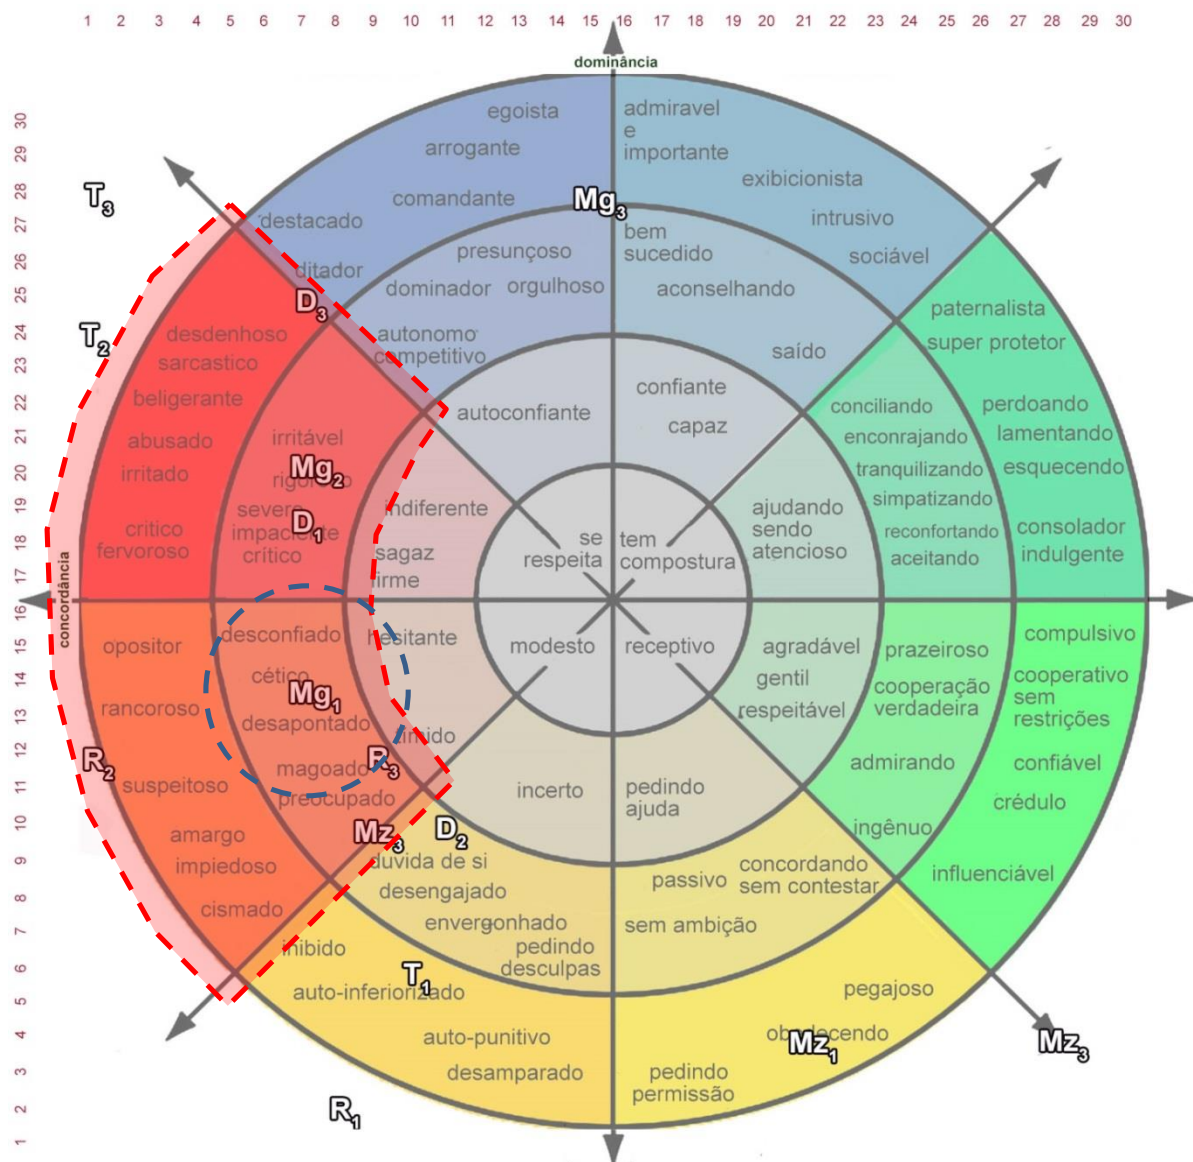 1 2 3 4 5 6 7 8 9 10 11 12 13 14 15 16 17 18 19 20 21 22 23 24 25 26 27 28 29 30
dominância
30
29
28
27
26
25
24
23
22
21
20
19
18
17
16
15
14
13
12
11
10
9
8
7
6
5
4
3
2
1
concordância
egoista
arrogante
comandante
destacado
ditador
admiravel
e
importante
exibicionista
intrusivo
sociável
T3
Mg3
D3
T2
presunçoso
dominador
orgulhoso
autonomo
competitivo
bem
sucedido
aconselhando
saído
paternalista
super protetor
perdoando
lamentando
esquecendo
consolador
indulgente
desdenhoso
sarcastico
beligerante
abusado
irritado
critico
fervoroso
irritável
Mg2
severo
D1
impaciente
crítico
autoconfiante
confiante
capaz
conciliando
enconrajando
tranquilizando
simpatizando
reconfortando
aceitando
indiferente
sagaz
firme
se
respeita
tem
compostura
ajudando
sendo
atencioso
opositor
rancoroso
suspeitoso
amargo
impiedoso
cismado
R2
desconfiado
cético
Mg1
desapontado
magoado
R3
preocupado
Mz3
hesitante
timido
modesto
receptivo
agradável
gentil
respeitável
prazeiroso
cooperação
verdadeira
admirando
ingênuo
compulsivo
cooperativo
sem
restrições
confiável
crédulo
influenciável
incerto
pedindo
ajuda
D2
duvida de si
desengajado
envergonhado
pedindo
desculpas
passivo
concordando
sem contestar
sem ambição
inibido
T1
auto-inferiorizado
auto-punitivo
desamparado
R1
pegajoso
obedecendo
Mz1
Mz3
pedindo
permissão